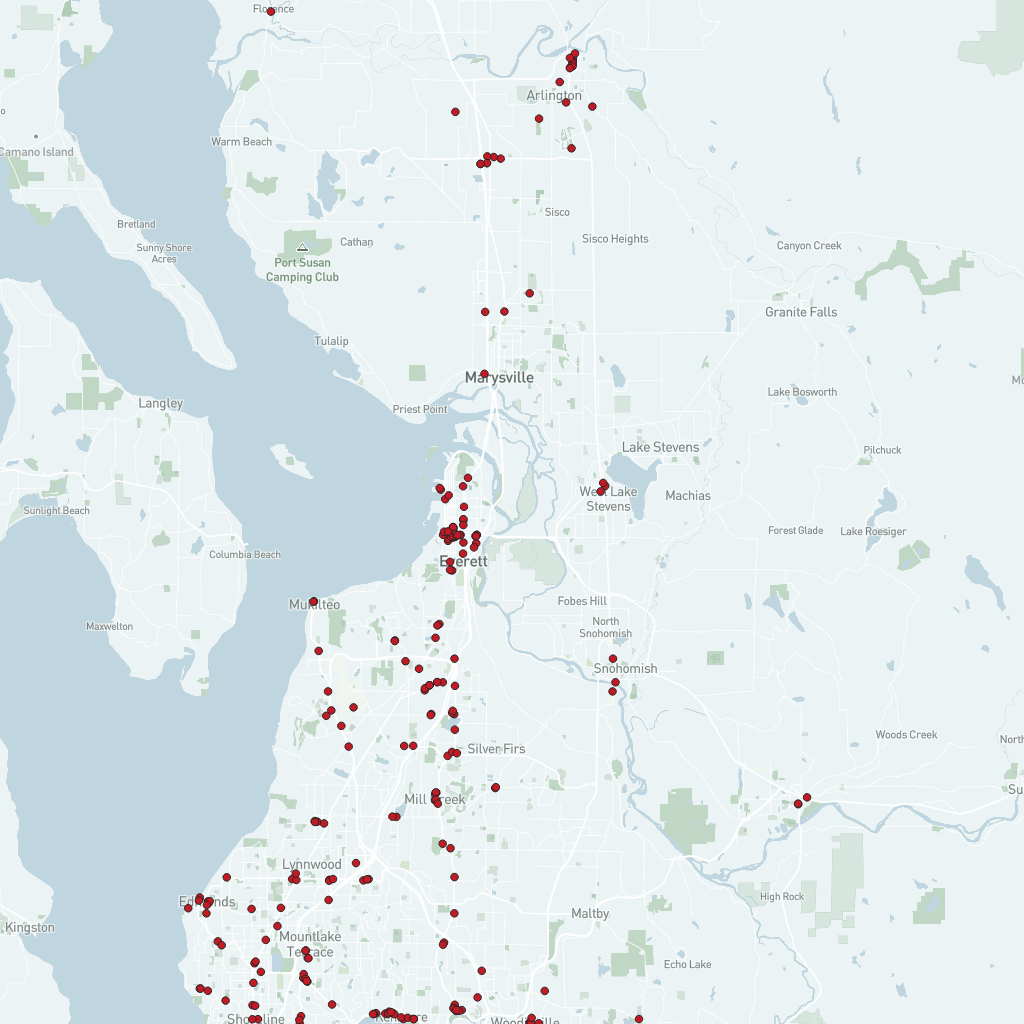 Florence
Arlington
Warm Beach
Camano Island
Bretland
Sisco
Sunny Shore
Acres
Cathan
Sisco Heights
Canyon Creek
Port Susan
Camping Club
Granite Falls
Tulalip
Marysville
Lake Bosworth
Langley
Priest Point
Lake Stevens
Pilchuck
West Lake
Stevens
Machias
Sunlight Beach
Forest Glade
Lake Roesiger
Columbia Beach
Everett
Mukilteo
Fobes Hill
Maxwelton
North
Snohomish
Snohomish
Woods Creek
Silver Firs
Mill Creek
Lynnwood
High Rock
Edmonds
Maltby
Kingston
Mountlake
Terrace
Echo Lake
Shoreline
Kenmore